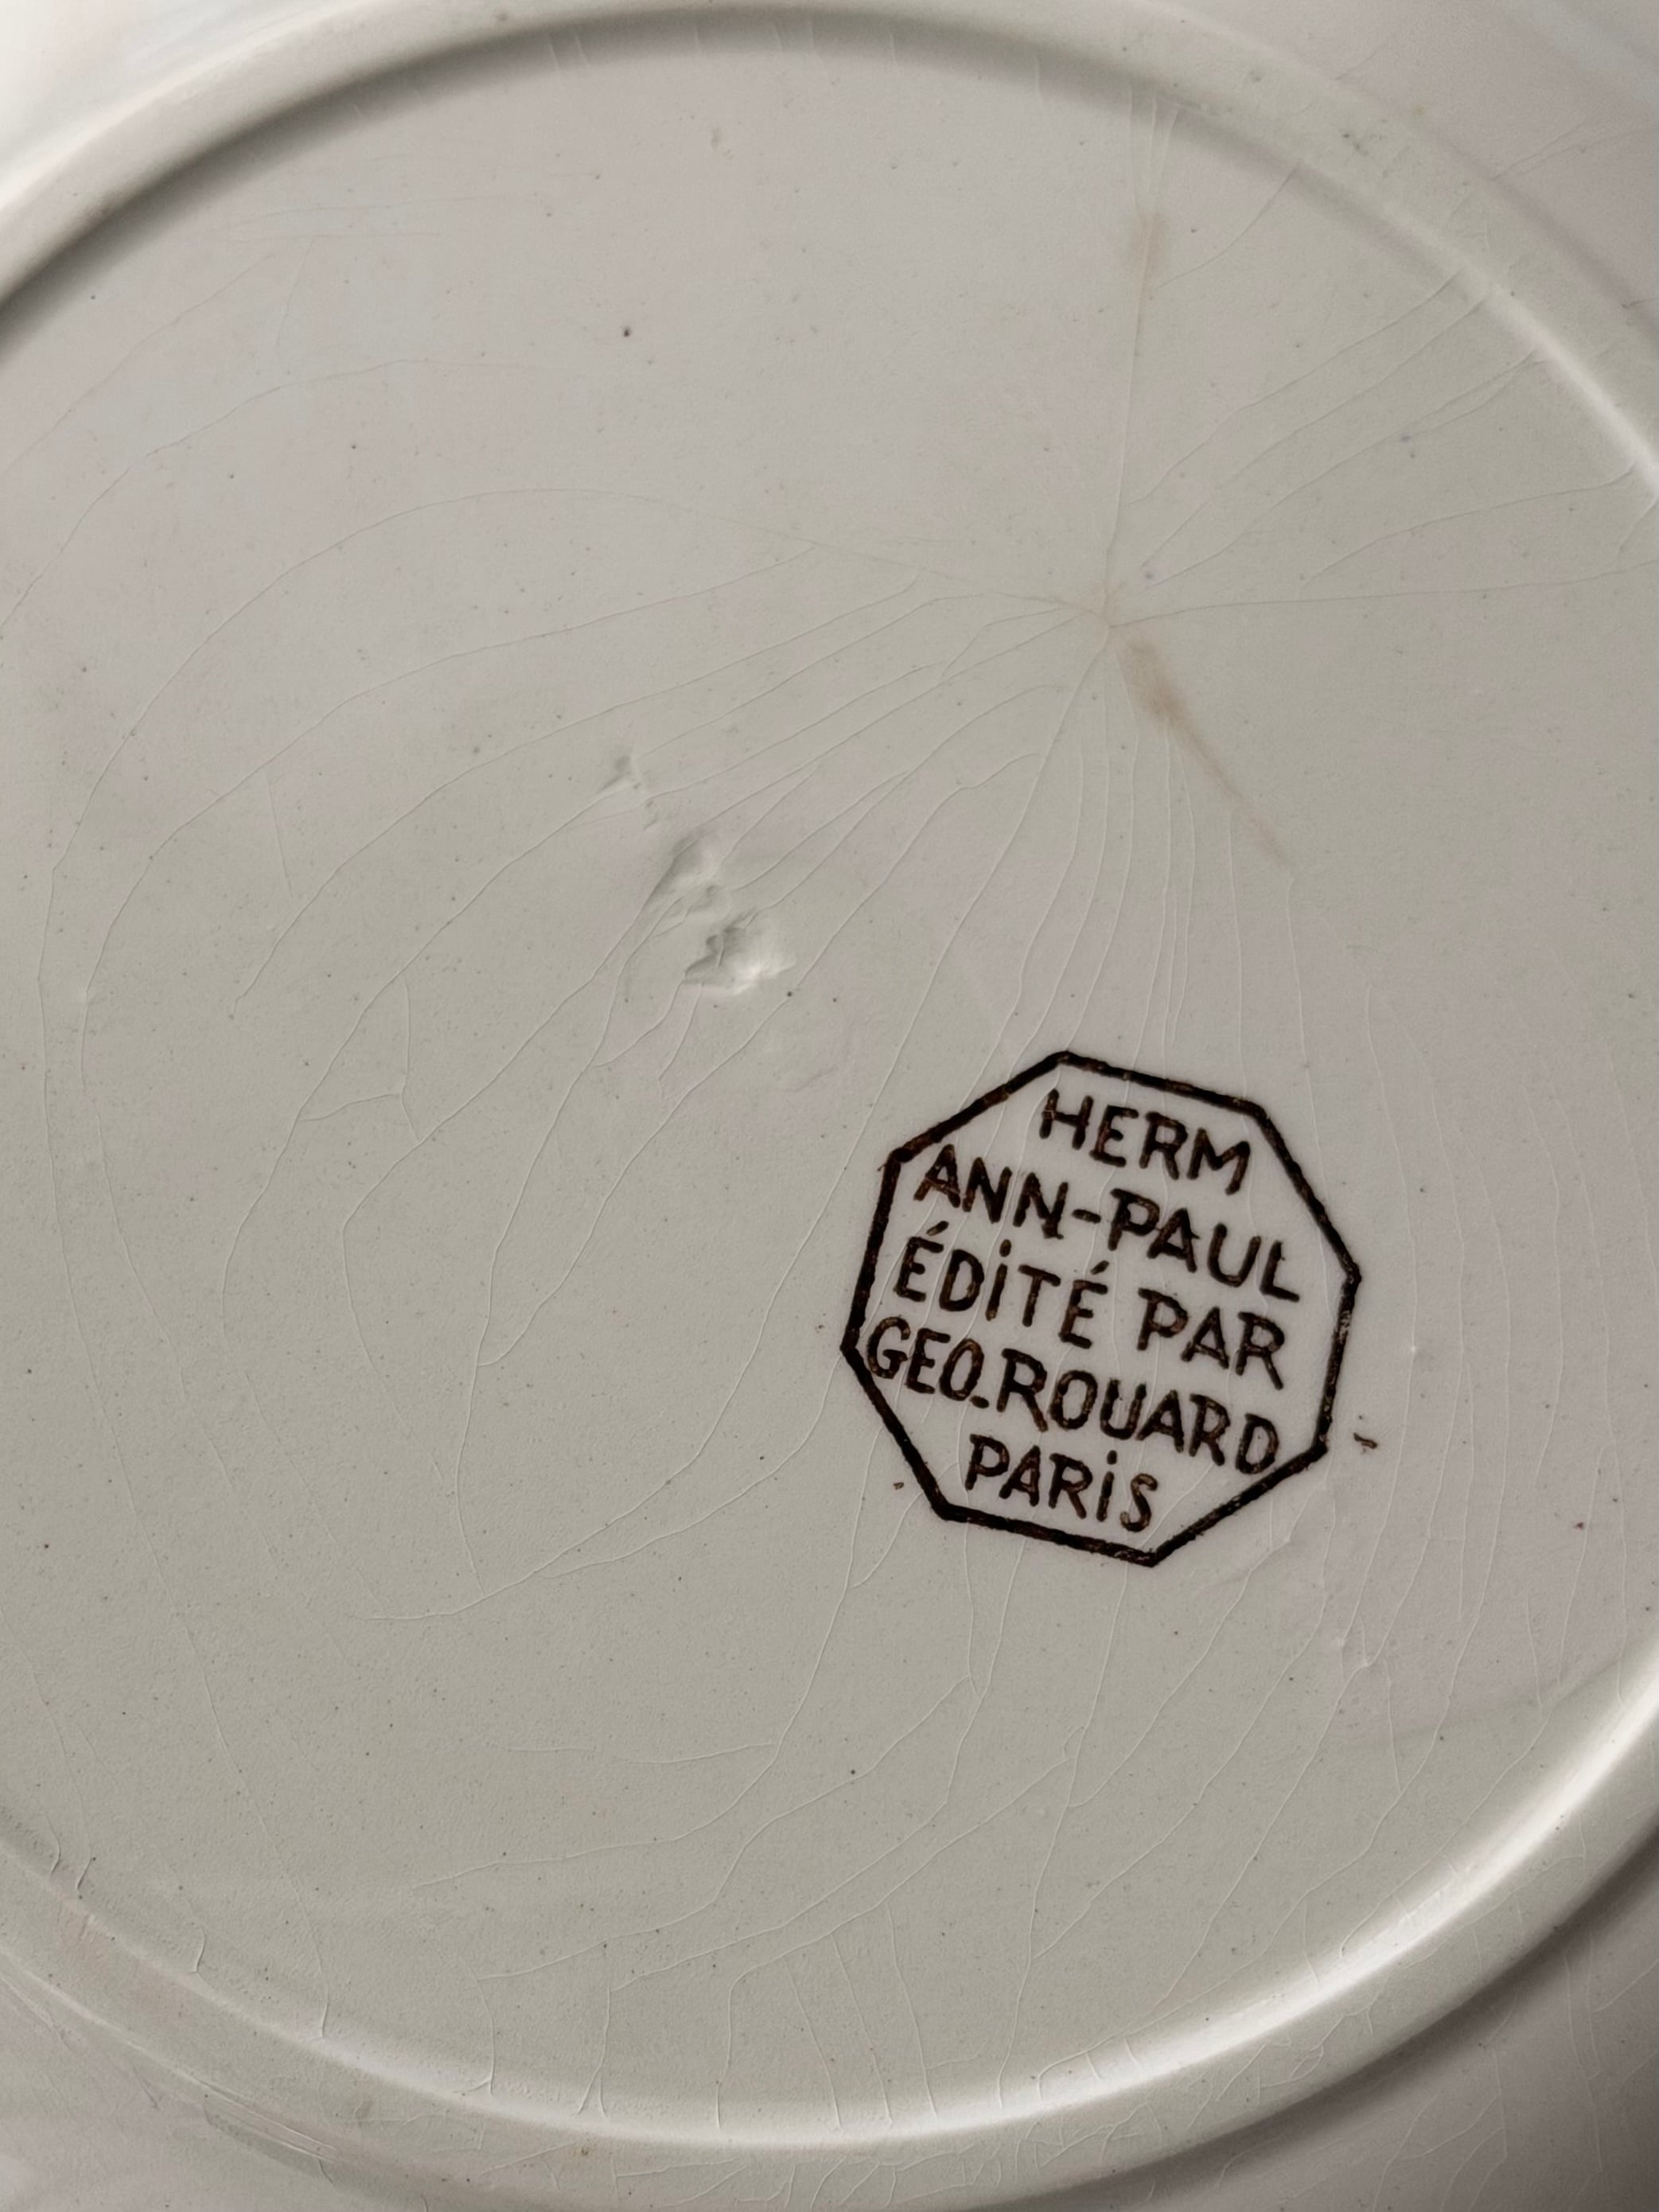 HERM
ANN-PAUL
ÉDITÉ PAR
GEO.ROUARD
PARIS